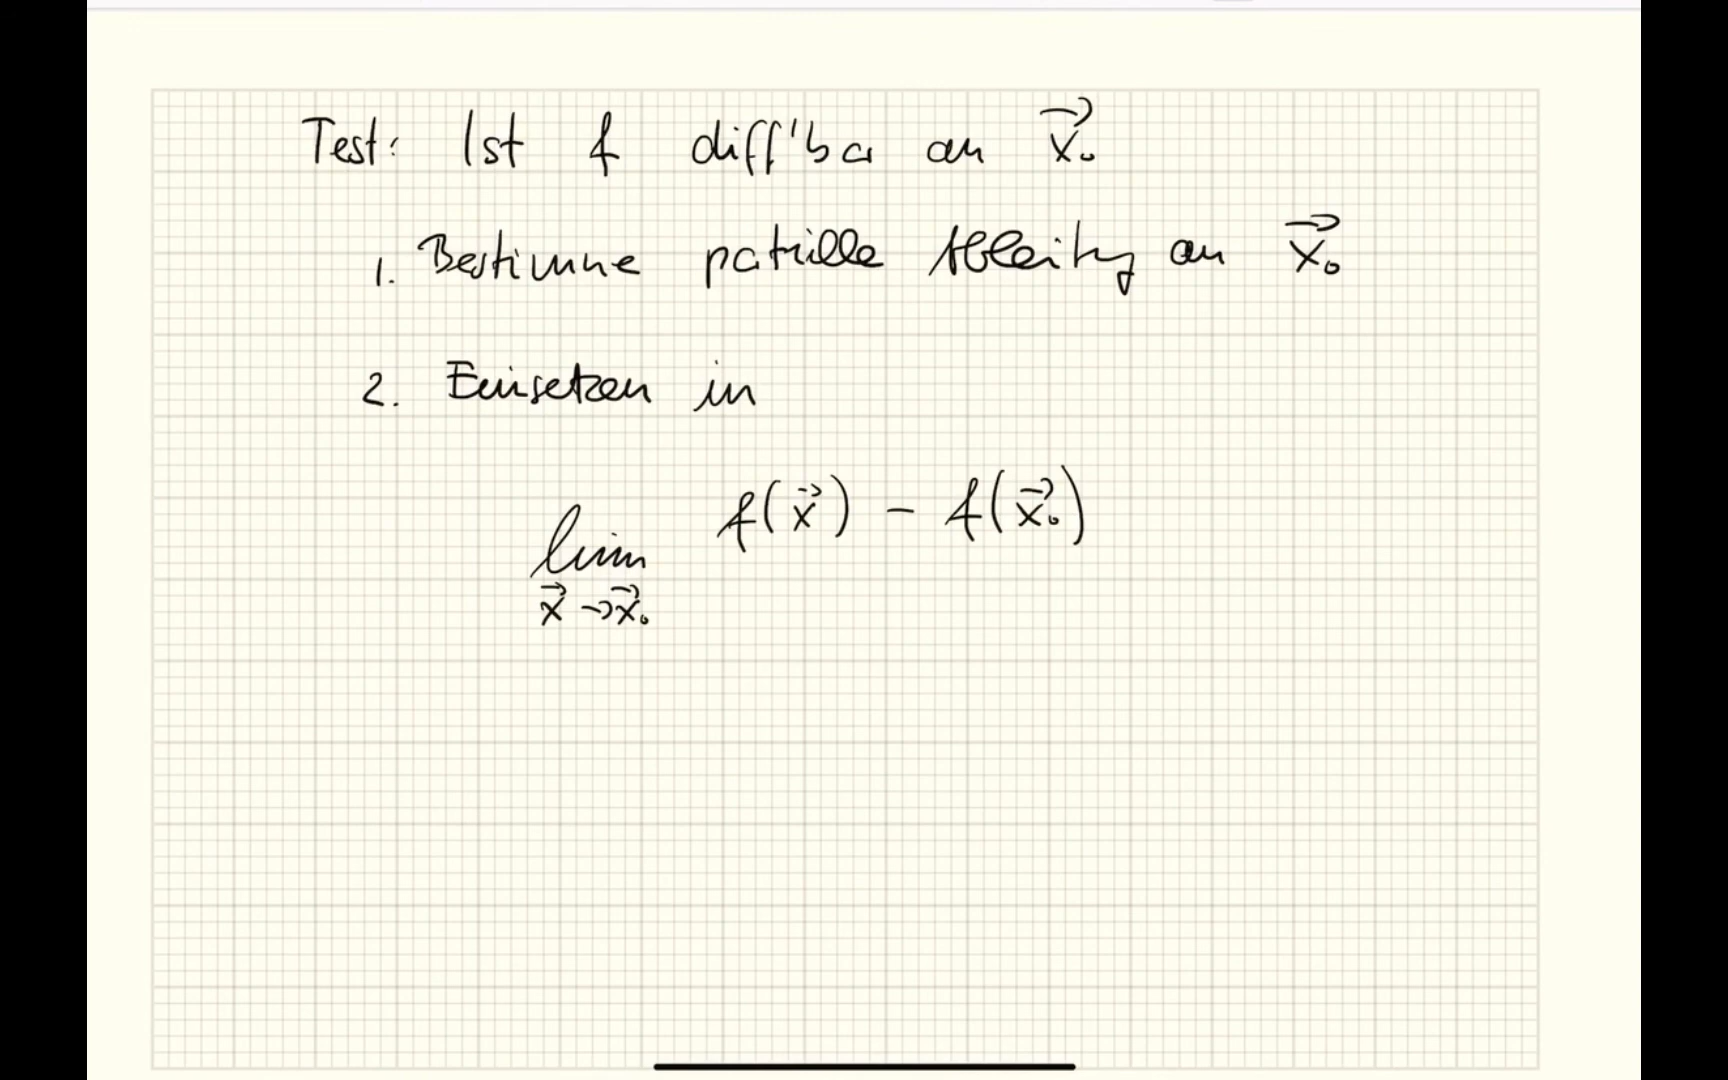 Test: Ist f diff'bar an x⃗₀
1. Bestimme partielle Ableitung an x⃗₀
2. Einsetzen in
f(x⃗) - f(x⃗₀)
lim
x⃗ → x⃗₀